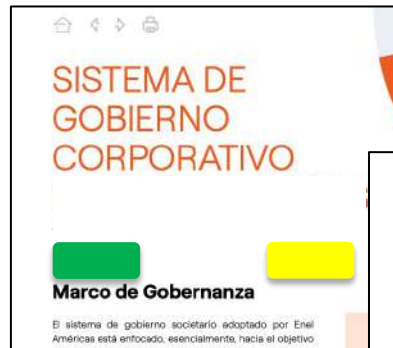 SISTEMA DE
GOBIERNO
CORPORATIVO
Marco de Gobernanza
El sistema de gobierno societario adoptado por Enel
Américas está enfocado, esencialmente, hacia el objetivo